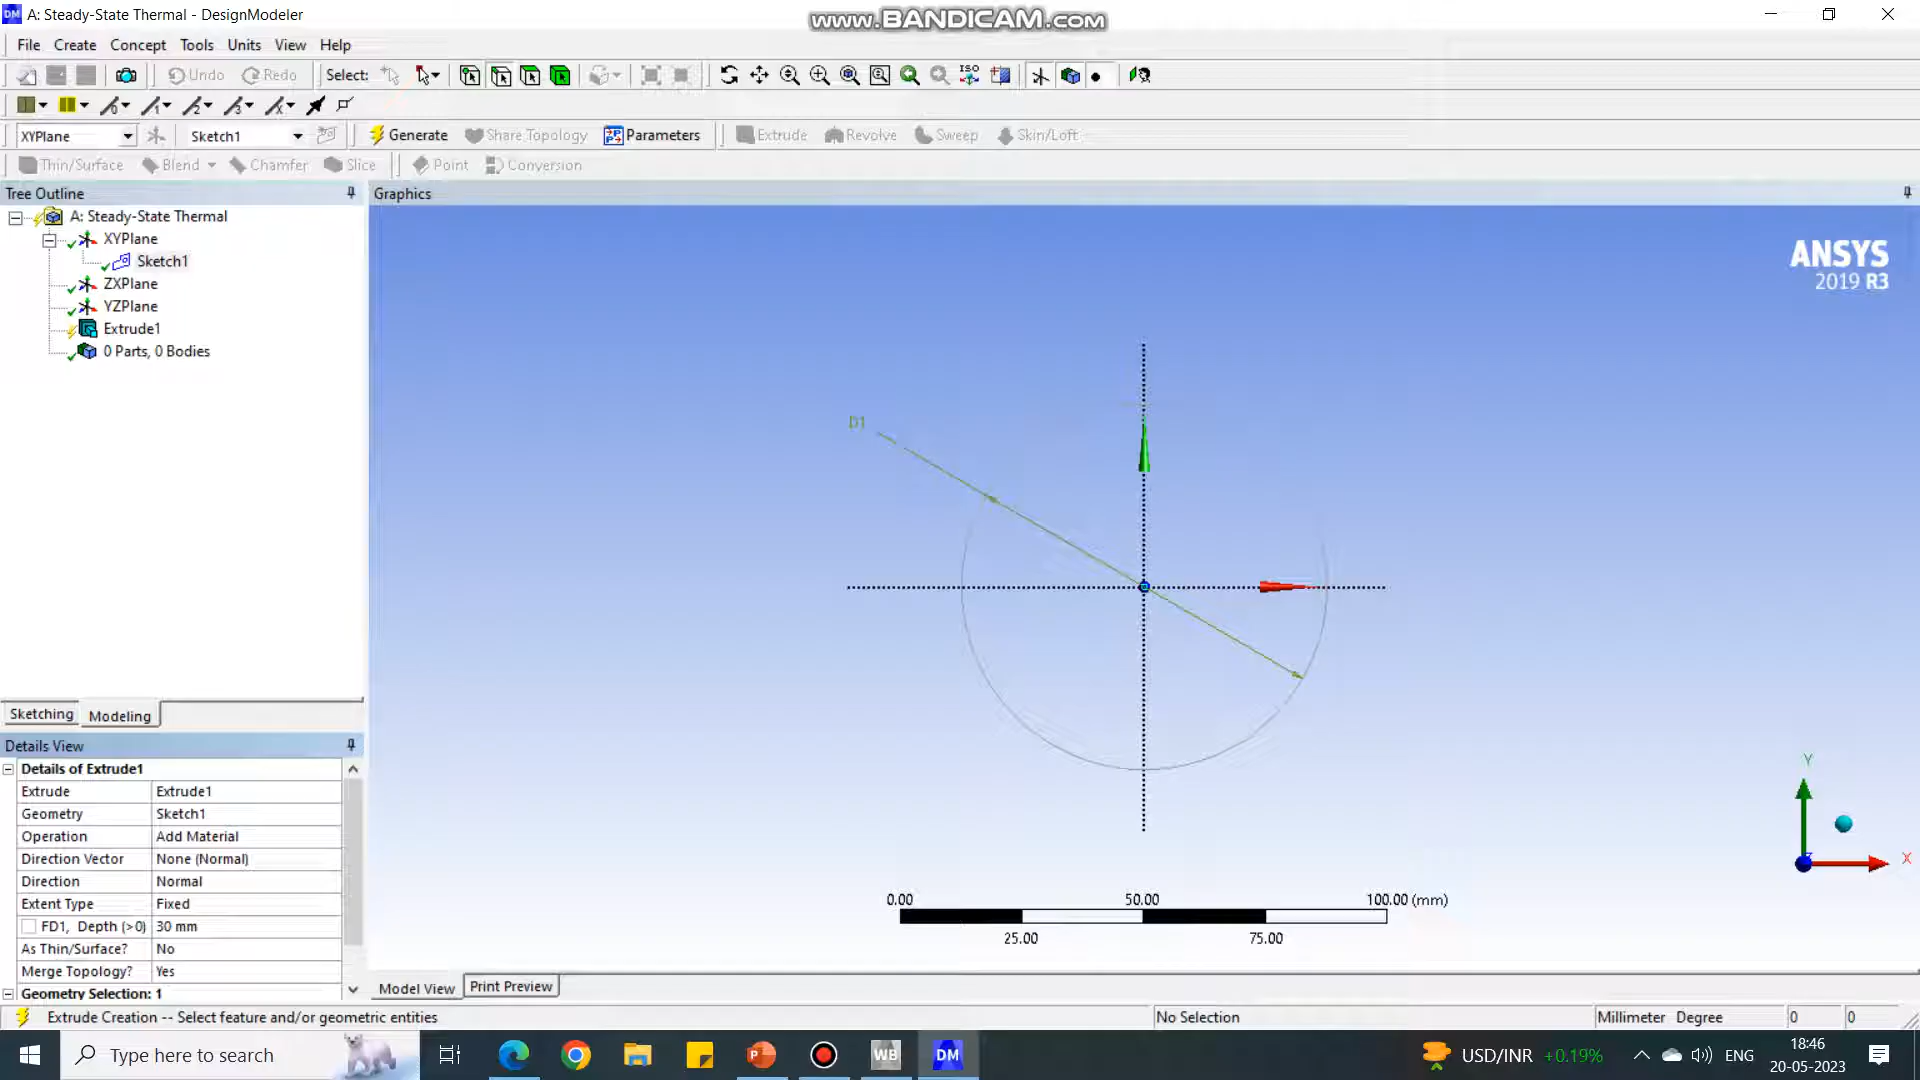 A: Steady-State Thermal - DesignModeler
www.BANDICAM.com
File Create Concept Tools Units View Help
Undo Redo Select: ISO
XYPlane Sketch1 Generate Share Topology Parameters Extrude Revolve Sweep Skin/Loft
Thin/Surface Blend Chamfer Slice Point Conversion
Tree Outline
Graphics
A: Steady-State Thermal
XYPlane
Sketch1
ZXPlane
YZPlane
Extrude1
0 Parts, 0 Bodies
ANSYS
2019 R3
D1
Sketching Modeling
Details View
Details of Extrude1
Extrude Extrude1
Geometry Sketch1
Operation Add Material
Direction Vector None (Normal)
Direction Normal
Extent Type Fixed
FD1, Depth (>0) 30 mm
As Thin/Surface? No
Merge Topology? Yes
Geometry Selection: 1
Y
X
0.00 50.00 100.00 (mm)
25.00 75.00
Model View Print Preview
Extrude Creation -- Select feature and/or geometric entities
No Selection
Millimeter Degree 0 0
Type here to search
WB
DM
USD/INR +0.19%
ENG
18:46
20-05-2023